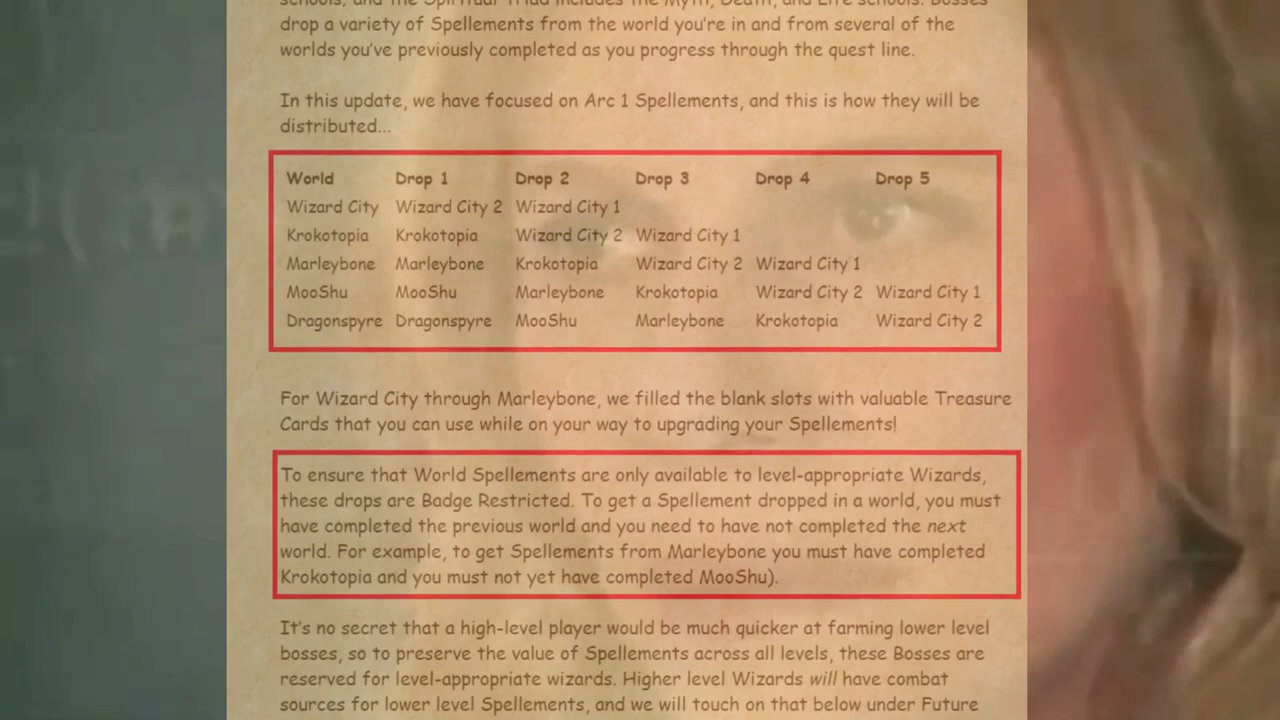 schools, and the Spiritual Triad includes the Myth, Death, and Life schools. Bosses
drop a variety of Spellements from the world you're in and from several of the
worlds you've previously completed as you progress through the quest line.
In this update, we have focused on Arc 1 Spellements, and this is how they will be
distributed...
World Drop 1 Drop 2 Drop 3 Drop 4 Drop 5
Wizard City Wizard City 2 Wizard City 1
Krokotopia Krokotopia Wizard City 2 Wizard City 1
Marleybone Marleybone Krokotopia Wizard City 2 Wizard City 1
MooShu MooShu Marleybone Krokotopia Wizard City 2 Wizard City 1
Dragonspyre Dragonspyre MooShu Marleybone Krokotopia Wizard City 2
For Wizard City through Marleybone, we filled the blank slots with valuable Treasure
Cards that you can use while on your way to upgrading your Spellements!
To ensure that World Spellements are only available to level-appropriate Wizards,
these drops are Badge Restricted. To get a Spellement dropped in a world, you must
have completed the previous world and you need to have not completed the next
world. For example, to get Spellements from Marleybone you must have completed
Krokotopia and you must not yet have completed MooShu).
It's no secret that a high-level player would be much quicker at farming lower level
bosses, so to preserve the value of Spellements across all levels, these Bosses are
reserved for level-appropriate wizards. Higher level Wizards will have combat
sources for lower level Spellements, and we will touch on that below under Future